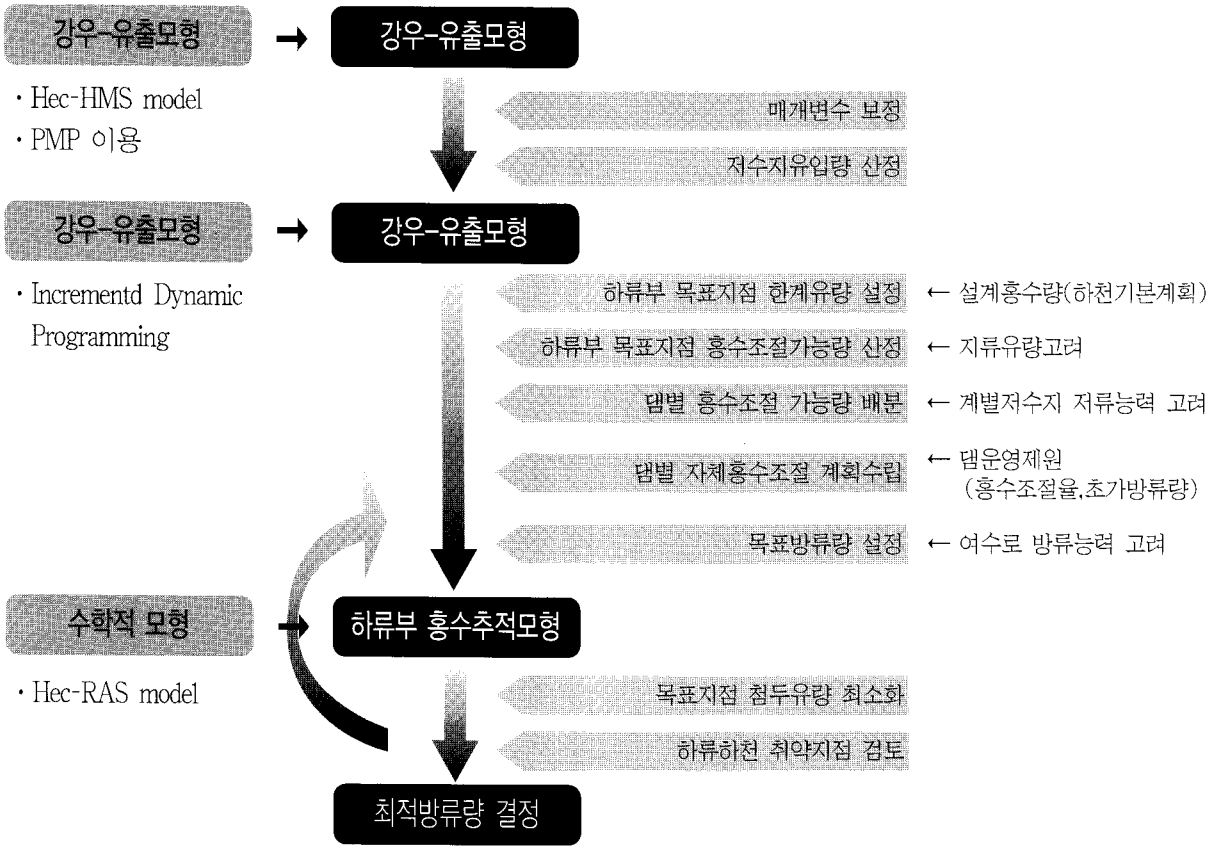 강우-유출모형 → 강우-유출모형
· Hec-HMS model
· PMP 이용
매개변수 보정
저수지유입량 산정
강우-유출모형 → 강우-유출모형
· Incrementd Dynamic
Programming
하류부 목표지점 한계유량 설정 ← 설계홍수량(하천기본계획)
하류부 목표지점 홍수조절가능량 산정 ← 지류유량고려
댐별 홍수조절 가능량 배분 ← 계별저수지 저류능력 고려
댐별 자체홍수조절 계획수립 ← 댐운영제원
(홍수조절율,초가방류량)
목표방류량 설정 ← 여수로 방류능력 고려
수학적 모형 → 하류부 홍수추적모형
· Hec-RAS model
목표지점 첨두유량 최소화
하류하천 취약지점 검토
최적방류량 결정